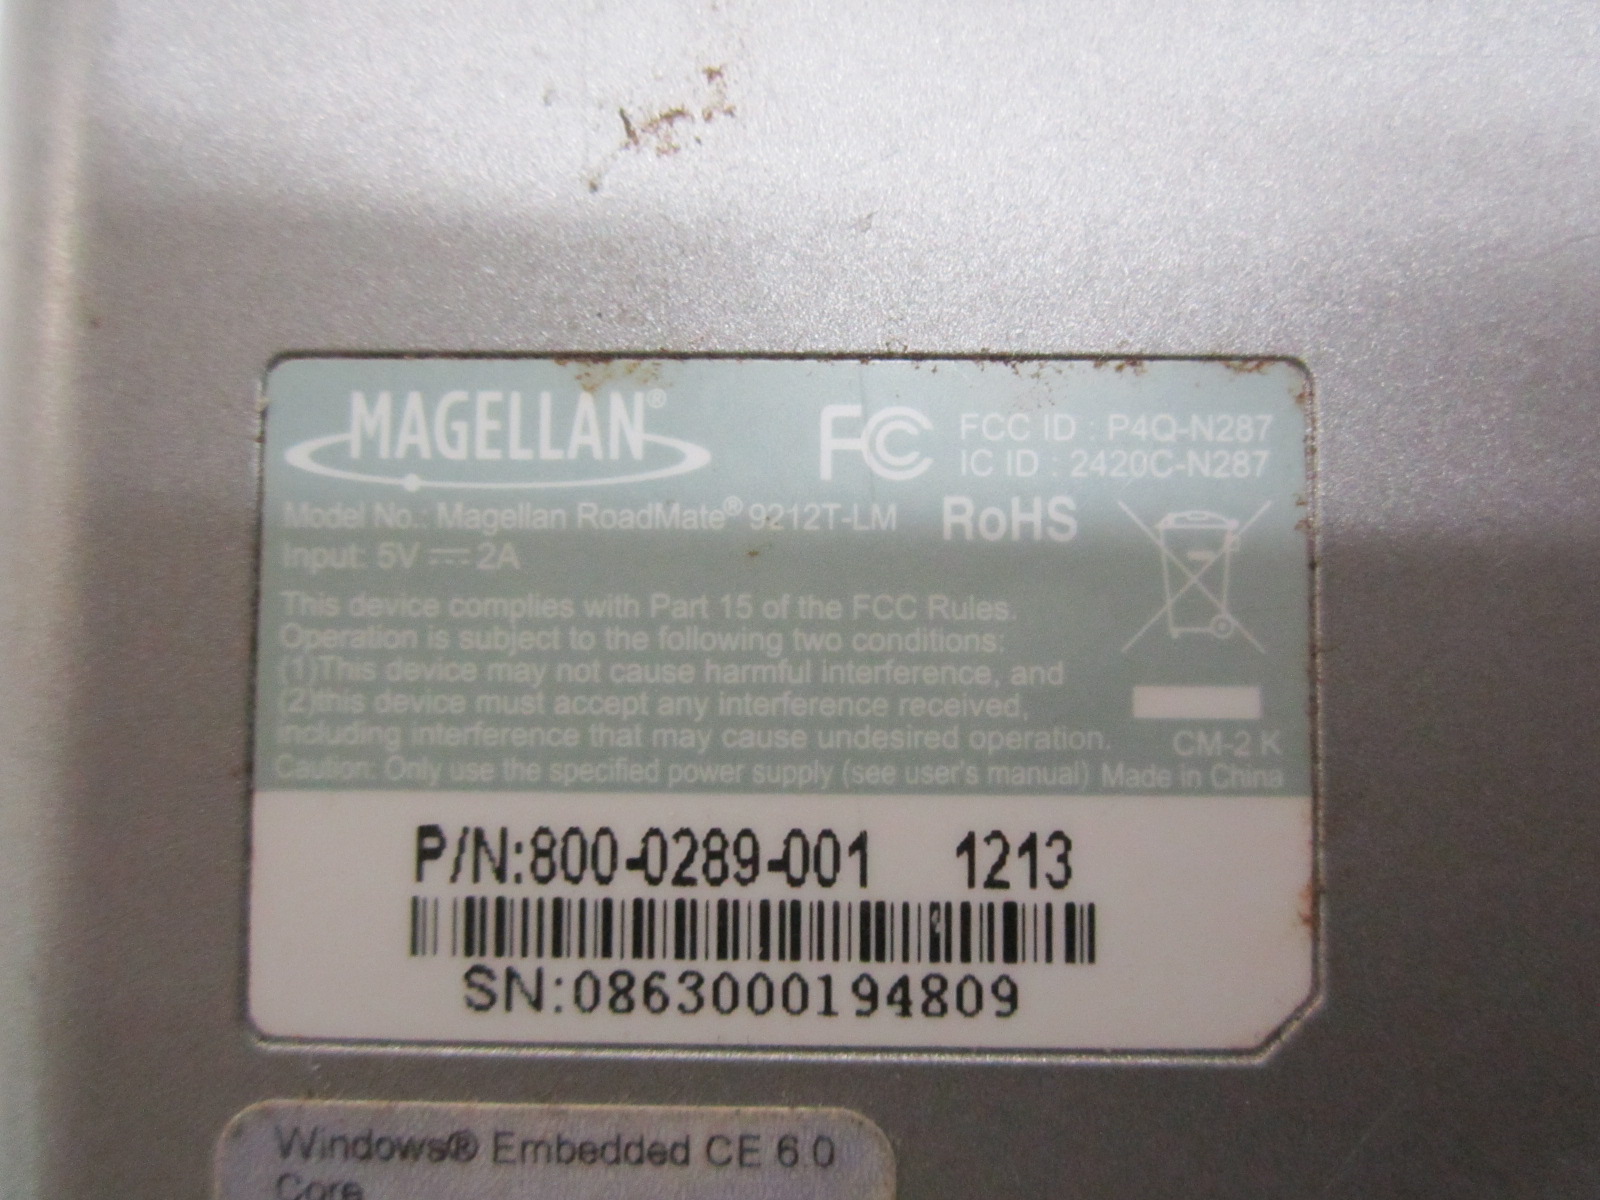 MAGELLAN®
FC FCC ID : P4Q-N287
IC ID : 2420C-N287
Model No.: Magellan RoadMate® 9212T-LM RoHS
Input: 5V ⎓ 2A
This device complies with Part 15 of the FCC Rules.
Operation is subject to the following two conditions:
(1)This device may not cause harmful interference, and
(2)this device must accept any interference received,
including interference that may cause undesired operation. CM-2 K
Caution: Only use the specified power supply (see user's manual) Made in China
P/N:800-0289-001 1213
SN:0863000194809
Windows® Embedded CE 6.0
Core